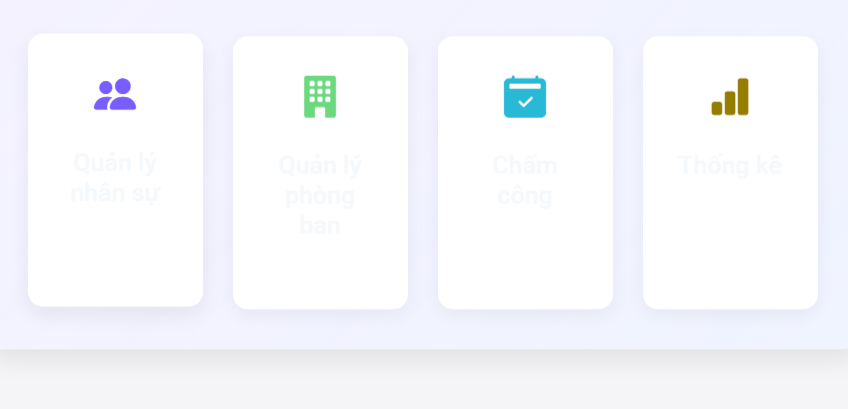 Quản lý
nhân sự
Quản lý
phòng
ban
Chấm
công
Thống kê